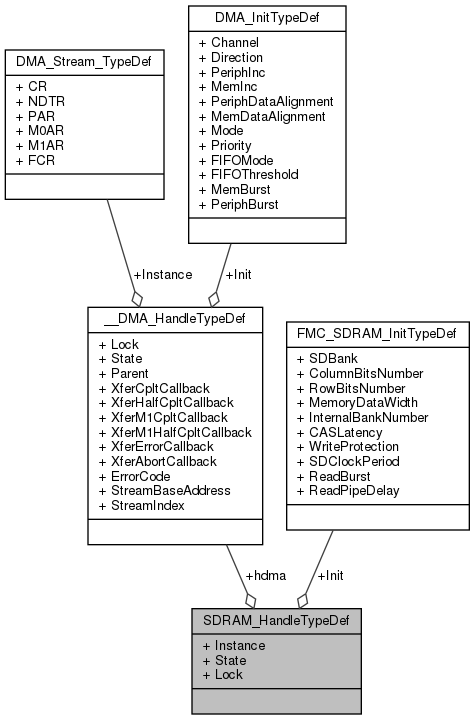 DMA_InitTypeDef
+ Channel
+ Direction
+ PeriphInc
+ MemInc
+ PeriphDataAlignment
+ MemDataAlignment
+ Mode
+ Priority
+ FIFOMode
+ FIFOThreshold
+ MemBurst
+ PeriphBurst
DMA_Stream_TypeDef
+ CR
+ NDTR
+ PAR
+ M0AR
+ M1AR
+ FCR
+Instance
+Init
__DMA_HandleTypeDef
+ Lock
+ State
+ Parent
+ XferCpltCallback
+ XferHalfCpltCallback
+ XferM1CpltCallback
+ XferM1HalfCpltCallback
+ XferErrorCallback
+ XferAbortCallback
+ ErrorCode
+ StreamBaseAddress
+ StreamIndex
FMC_SDRAM_InitTypeDef
+ SDBank
+ ColumnBitsNumber
+ RowBitsNumber
+ MemoryDataWidth
+ InternalBankNumber
+ CASLatency
+ WriteProtection
+ SDClockPeriod
+ ReadBurst
+ ReadPipeDelay
+hdma
+Init
SDRAM_HandleTypeDef
+ Instance
+ State
+ Lock